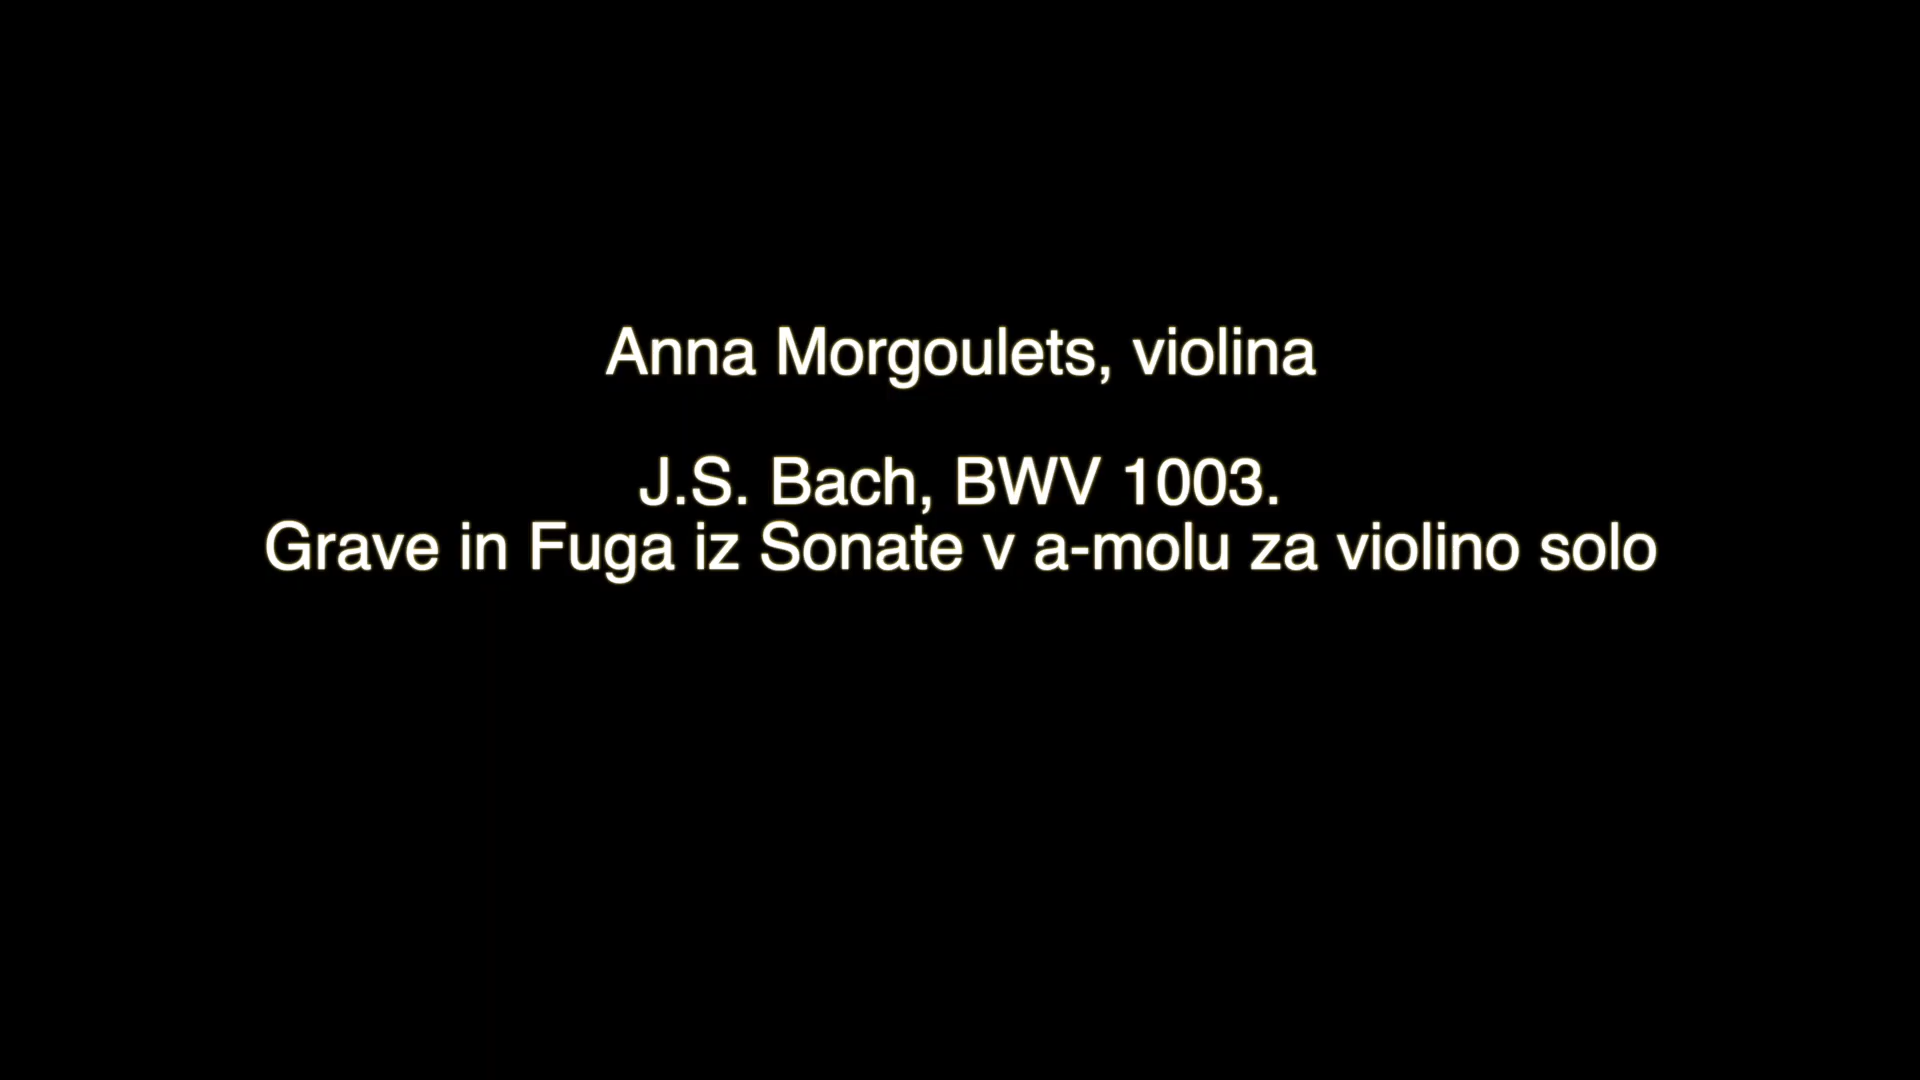 Anna Morgoulets, violina
J.S. Bach, BWV 1003.
Grave in Fuga iz Sonate v a-molu za violino solo